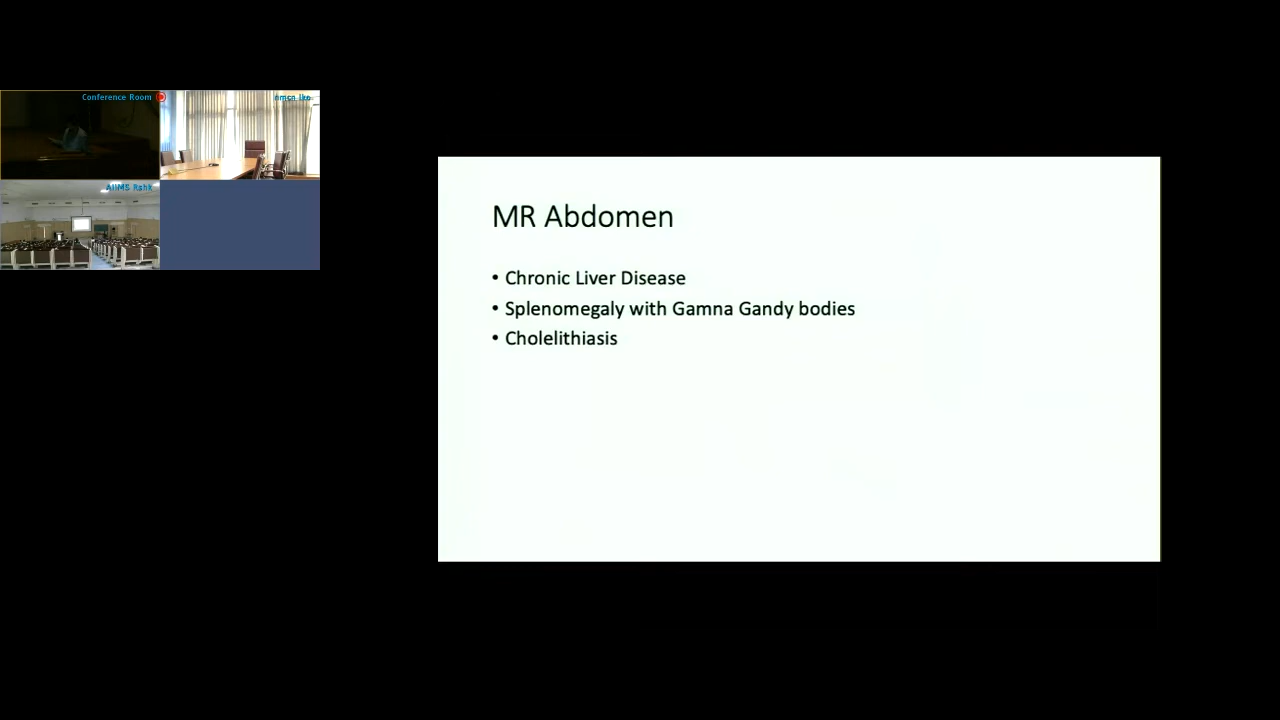 Conference Room
AIIMS Rshk
MR Abdomen
• Chronic Liver Disease
• Splenomegaly with Gamna Gandy bodies
• Cholelithiasis